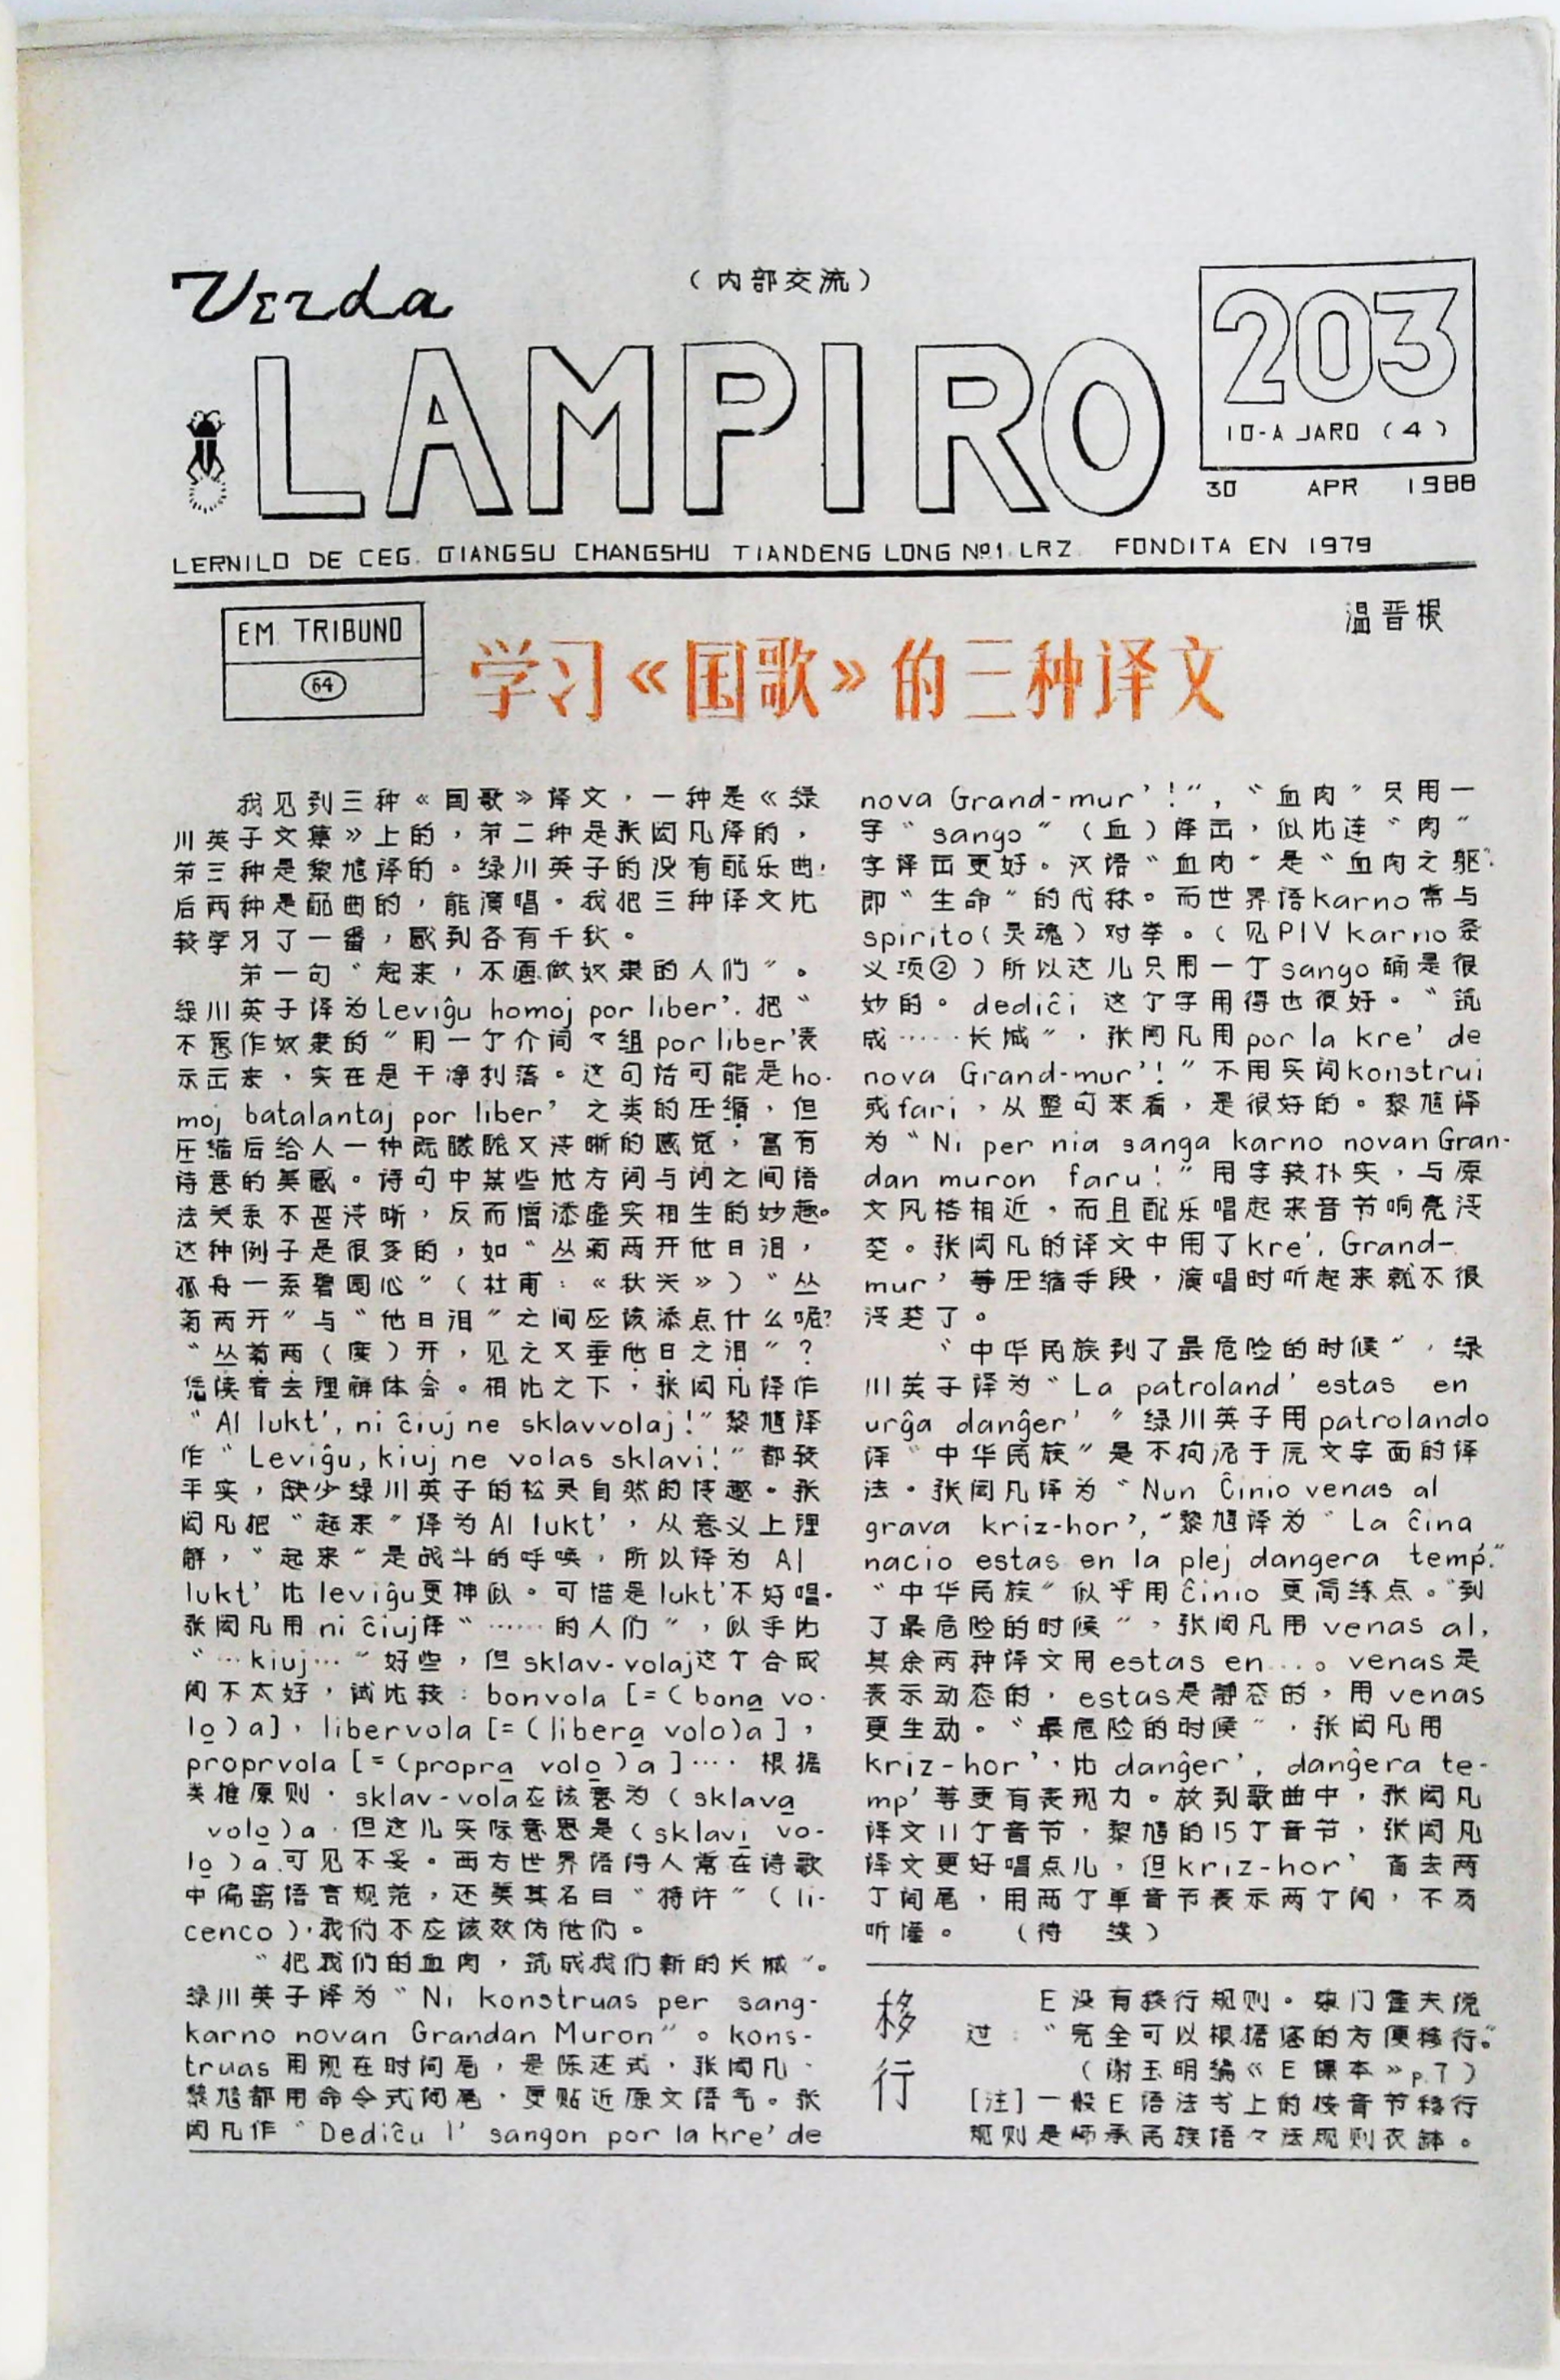 Verda
（内部交流）
LAMPIRO
203
10-A JARO (4)
30 APR 1988
LERNILO DE CEG. JIANGSU CHANGSHU TIANDENG LONG Nº1. LRZ. FONDITA EN 1979
EM TRIBUNO
64
学习《国歌》的三种译文
温晋根
我见到三种《国歌》译文，一种是《绿
川英子文集》上的，第二种是张闳凡译的，
第三种是黎馗译的。绿川英子的没有配乐曲，
后两种是配曲的，能演唱。我把三种译文比
较学习了一番，感到各有千秋。
第一句“起来，不愿做奴隶的人们”。
绿川英子译为Leviĝu homoj por liber’. 把“
不愿作奴隶的”用一个介词々组por liber’表
示出来，实在是干净利落。这句话可能是ho-
moj batalantaj por liber’ 之类的压缩，但
压缩后给人一种既朦胧又清晰的感觉，富有
诗意的美感。诗句中某些地方词与词之间语
法关系不甚清晰，反而增添虚实相生的妙趣。
这种例子是很多的，如“丛菊两开他日泪，
孤舟一系碧园心”（杜甫：《秋天》）“丛
菊两开”与“他日泪”之间应该添点什么呢？
“丛菊两（度）开，见之又垂他日之泪”？
凭读者去理解体会。相比之下，张闳凡译作
“Al lukt’, ni ĉiuj ne sklavvolaj!”黎馗译
作“Leviĝu, kiuj ne volas sklavi!”都较
平实，缺少绿川英子的松灵自然的情趣。张
闳凡把“起来”译为Al lukt’，从意义上理
解，“起来”是战斗的呼唤，所以译为 Al
lukt’ 比 leviĝu更神似。可惜是lukt’不好唱。
张闳凡用 ni ĉiuj译“……的人们”，似乎比
“…kiuj…”好些，但 sklav-volaj这个合成
词不太好，试比较：bonvola [=(bona vo-
lo)a], libervola [=(libera volo)a],
proprvola [=(propra volo)a]…. 根据
类推原则，sklav-vola应该意为（sklava
volo)a，但这儿实际意思是（sklavi vo-
lo)a.可见不妥。西方世界语诗人常在诗歌
中偏离语言规范，还美其名曰“特许”（li-
cenco），我们不应该效仿他们。
“把我们的血肉，筑成我们新的长城”。
绿川英子译为“Ni konstruas per sang-
karno novan Grandan Muron”。kons-
truas 用现在时词尾，是陈述式，张闳凡、
黎馗都用命令式词尾，更贴近原文语气。张
闳凡作“Dediĉu l’ sangon por la kre’ de
nova Grand-mur’!”，“血肉”只用一
字“sango”（血）译出，似比连“肉”
字译出更好。汉语“血肉”是“血肉之躯”，
即“生命”的代称。而世界语karno常与
spirito(灵魂）对举。（见PIV karno条
义项②）所以这儿只用一个sango确是很
妙的。dediĉi 这个字用得也很好。“筑
成……长城”，张闳凡用por la kre’ de
nova Grand-mur’!”不用实词konstrui
或fari，从整句来看，是很好的。黎馗译
为“Ni per nia sanga karno novan Gran-
dan muron faru!”用字较朴实，与原
文风格相近，而且配乐唱起来音节响亮清
楚。张闳凡的译文中用了kre’, Grand-
mur’等压缩手段，演唱时听起来就不很
清楚了。
“中华民族到了最危险的时候”，绿
川英子译为“La patroland’ estas en
urĝa danĝer’”绿川英子用patrolando
译“中华民族”是不拘泥于原文字面的译
法。张闳凡译为“Nun Ĉinio venas al
grava kriz-hor’,”黎馗译为“La ĉina
nacio estas en la plej dangera temp’.”
“中华民族”似乎用Ĉinio 更简练点。“到
了最危险的时候”，张闳凡用 venas al,
其余两种译文用estas en…。venas是
表示动态的，estas是静态的，用 venas
更生动。“最危险的时候”，张闳凡用
kriz-hor’，比 danĝer’, danĝera te-
mp’等更有表现力。放到歌曲中，张闳凡
译文11个音节，黎馗的15个音节，张闳凡
译文更好唱点儿，但kriz-hor’ 省去两
个词尾，用两个单音节表示两个词，不易
听懂。（待 续）
移行
E没有移行规则。柴门霍夫说
过：“完全可以根据您的方便移行。”
（谢玉明编《E课本》p.7）
[注]一般E语法书上的按音节移行
规则是师承民族语々法规则衣钵。